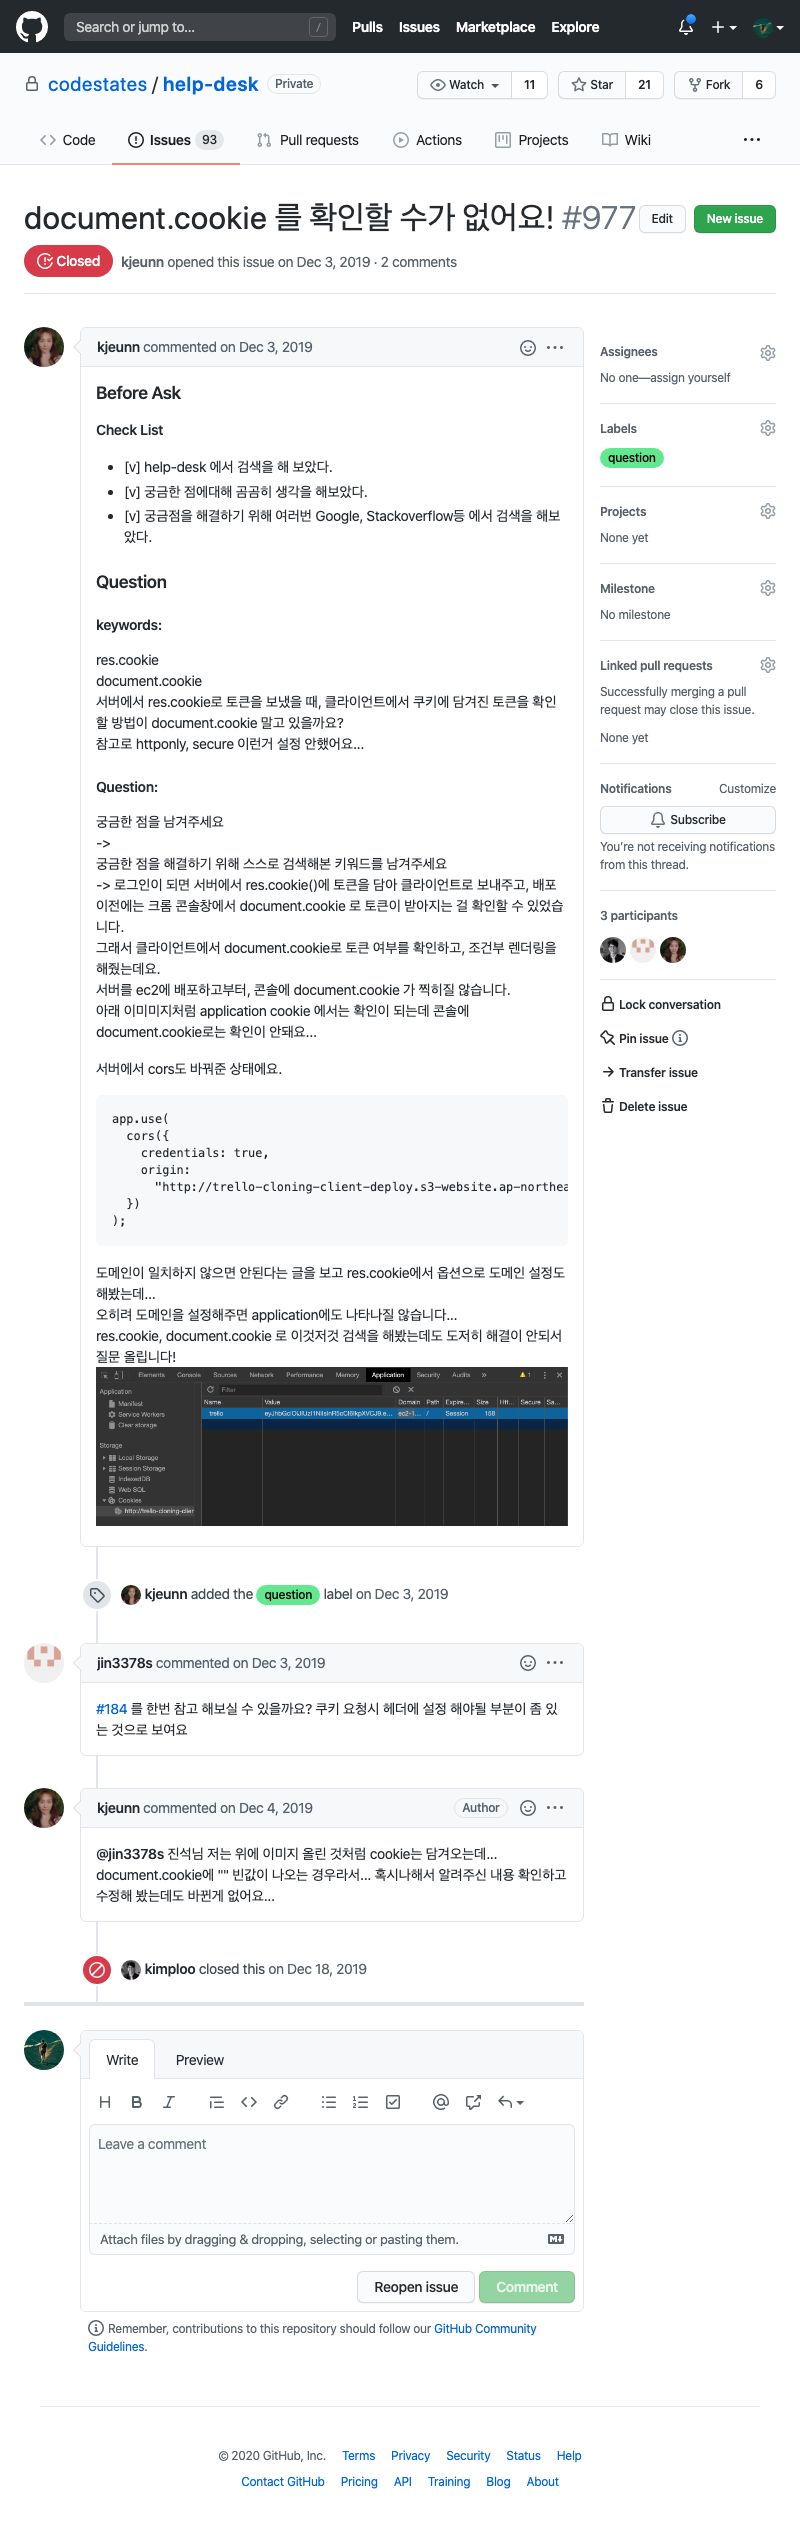 Search or jump to...
/
Pulls Issues Marketplace Explore
codestates / help-desk Private
Watch 11 Star 21 Fork 6
Code Issues 93 Pull requests Actions Projects Wiki
document.cookie 를 확인할 수가 없어요! #977
Edit New issue
Closed kjeunn opened this issue on Dec 3, 2019 · 2 comments
kjeunn commented on Dec 3, 2019
Before Ask
Check List
• [v] help-desk 에서 검색을 해 보았다.
• [v] 궁금한 점에대해 곰곰히 생각을 해보았다.
• [v] 궁금점을 해결하기 위해 여러번 Google, Stackoverflow등 에서 검색을 해보
았다.
Question
keywords:
res.cookie
document.cookie
서버에서 res.cookie로 토큰을 보냈을 때, 클라이언트에서 쿠키에 담겨진 토큰을 확인
할 방법이 document.cookie 말고 있을까요?
참고로 httponly, secure 이런거 설정 안했어요...
Question:
궁금한 점을 남겨주세요
->
궁금한 점을 해결하기 위해 스스로 검색해본 키워드를 남겨주세요
-> 로그인이 되면 서버에서 res.cookie()에 토큰을 담아 클라이언트로 보내주고, 배포
이전에는 크롬 콘솔창에서 document.cookie 로 토큰이 받아지는 걸 확인할 수 있었습
니다.
그래서 클라이언트에서 document.cookie로 토큰 여부를 확인하고, 조건부 렌더링을
해줬는데요.
서버를 ec2에 배포하고부터, 콘솔에 document.cookie 가 찍히질 않습니다.
아래 이미미지처럼 application cookie 에서는 확인이 되는데 콘솔에
document.cookie로는 확인이 안돼요...
서버에서 cors도 바꿔준 상태에요.
app.use(
cors({
credentials: true,
origin:
"http://trello-cloning-client-deploy.s3-website.ap-northea
})
);
도메인이 일치하지 않으면 안된다는 글을 보고 res.cookie에서 옵션으로 도메인 설정도
해봤는데...
오히려 도메인을 설정해주면 application에도 나타나질 않습니다...
res.cookie, document.cookie 로 이것저것 검색을 해봤는데도 도저히 해결이 안되서
질문 올립니다!
Elements Console Sources Network Performance Memory Application Security Audits » 1
Application
Manifest
Service Workers
Clear storage
Storage
Local Storage
Session Storage
IndexedDB
Web SQL
Cookies
http://trello-cloning-clier
Filter
Name Value Domain Path Expire... Size Htt... Secure Sa...
trello ec2-1... / Session 168
kjeunn added the question label on Dec 3, 2019
jin3378s commented on Dec 3, 2019
#184 를 한번 참고 해보실 수 있을까요? 쿠키 요청시 헤더에 설정 해야될 부분이 좀 있
는 것으로 보여요
kjeunn commented on Dec 4, 2019 Author
@jin3378s 진석님 저는 위에 이미지 올린 것처럼 cookie는 담겨오는데...
document.cookie에 "" 빈값이 나오는 경우라서... 혹시나해서 알려주신 내용 확인하고
수정해 봤는데도 바뀐게 없어요...
kimploo closed this on Dec 18, 2019
Write Preview
Leave a comment
Attach files by dragging & dropping, selecting or pasting them.
Reopen issue Comment
Remember, contributions to this repository should follow our GitHub Community
Guidelines.
Assignees
No one—assign yourself
Labels
question
Projects
None yet
Milestone
No milestone
Linked pull requests
Successfully merging a pull
request may close this issue.
None yet
Notifications Customize
Subscribe
You're not receiving notifications
from this thread.
3 participants
Lock conversation
Pin issue
Transfer issue
Delete issue
© 2020 GitHub, Inc. Terms Privacy Security Status Help
Contact GitHub Pricing API Training Blog About